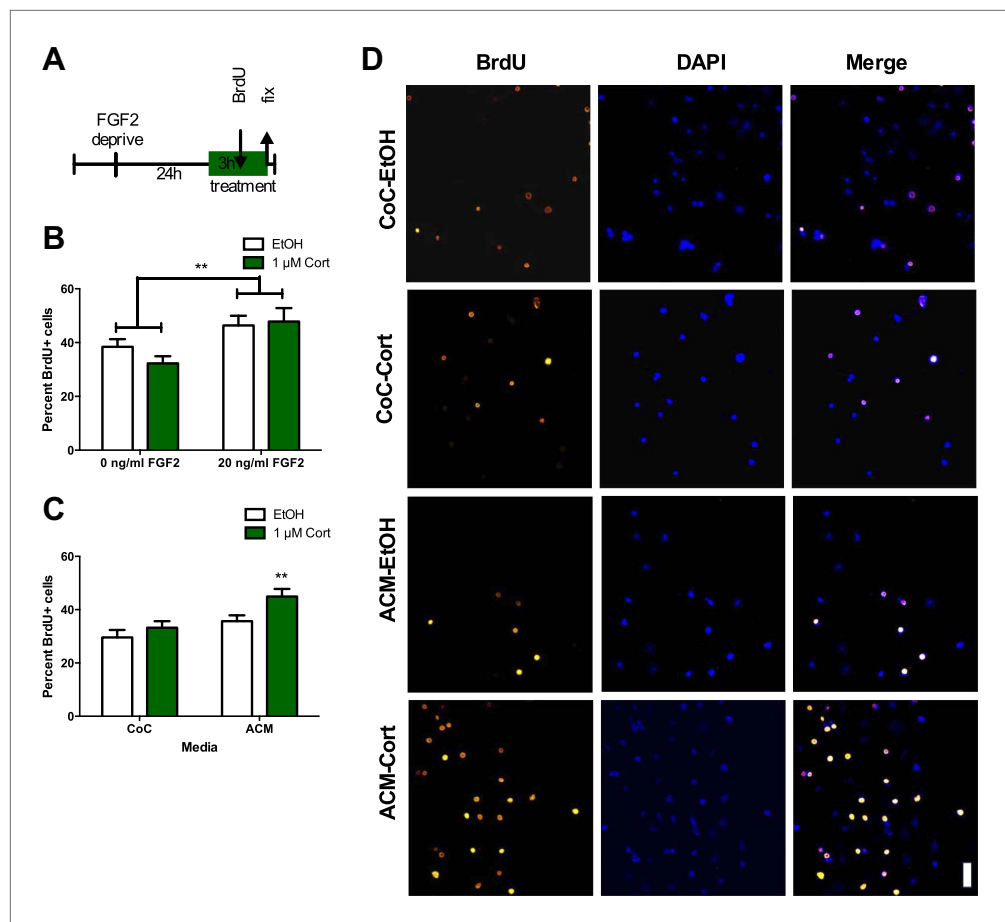 A
FGF2
deprive
24h
3h
treatment
BrdU
fix
B
EtOH
1 µM Cort
**
Percent BrdU+ cells
60
40
20
0
0 ng/ml FGF2
20 ng/ml FGF2
C
EtOH
1 µM Cort
**
Percent BrdU+ cells
60
40
20
0
CoC
ACM
Media
D
BrdU
DAPI
Merge
CoC-EtOH
CoC-Cort
ACM-EtOH
ACM-Cort